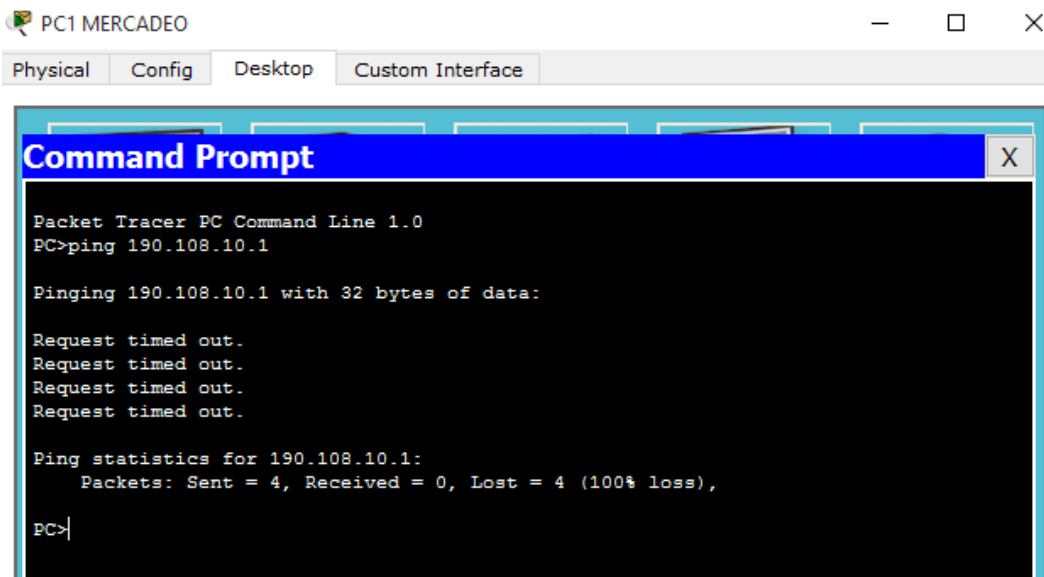 PC1 MERCADEO
Physical Config Desktop Custom Interface
Command Prompt X
Packet Tracer PC Command Line 1.0
PC>ping 190.108.10.1
Pinging 190.108.10.1 with 32 bytes of data:
Request timed out.
Request timed out.
Request timed out.
Request timed out.
Ping statistics for 190.108.10.1:
Packets: Sent = 4, Received = 0, Lost = 4 (100% loss),
PC>